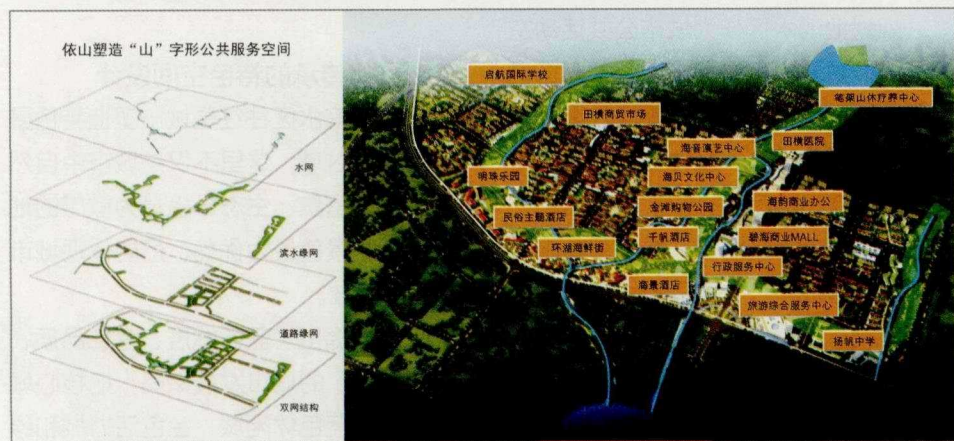 依山塑造“山”字形公共服务空间
水网
滨水绿网
道路绿网
双网结构
启航国际学校
笔架山休疗养中心
田横商贸市场
海音演艺中心
田横医院
明珠乐园
海贝文化中心
海韵商业办公
金滩购物公园
民俗主题酒店
千帆酒店
碧海商业MALL
环湖海鲜街
行政服务中心
海景酒店
旅游综合服务中心
扬帆中学